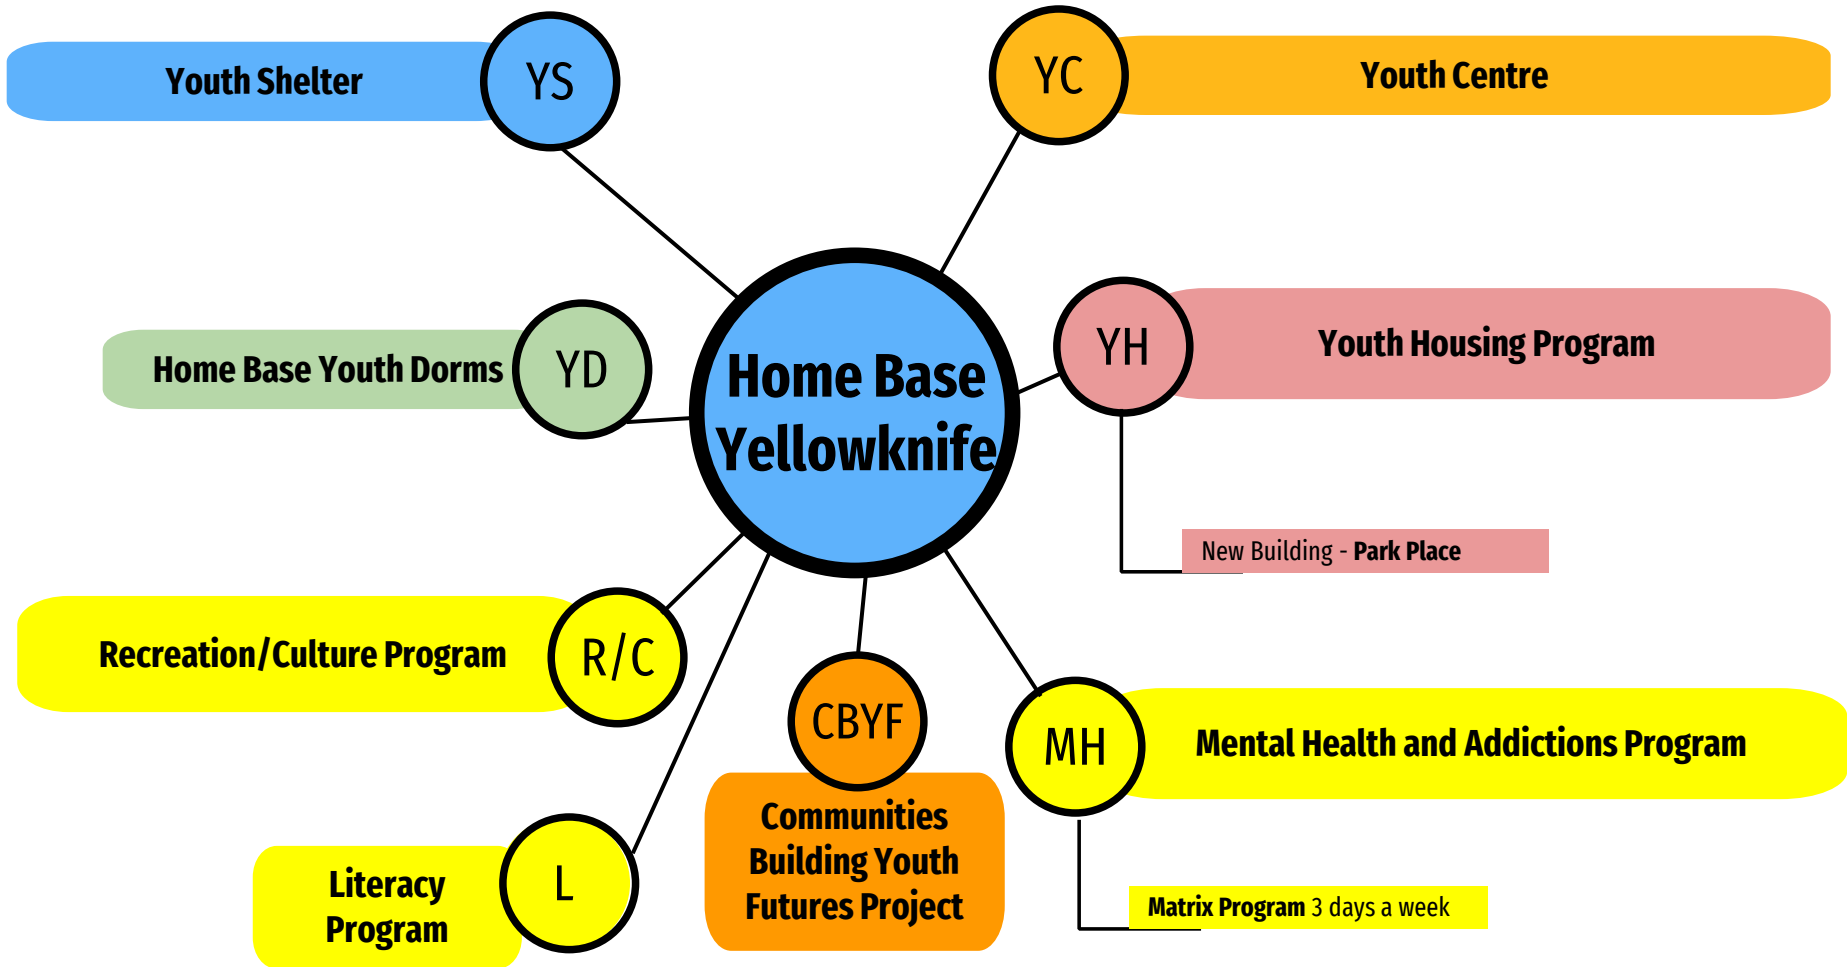 Youth Shelter
YS
YC
Youth Centre
Home Base Youth Dorms
YD
Home Base
Yellowknife
YH
Youth Housing Program
New Building - Park Place
Recreation/Culture Program
R/C
CBYF
Communities
Building Youth
Futures Project
MH
Mental Health and Addictions Program
Literacy
Program
L
Matrix Program 3 days a week